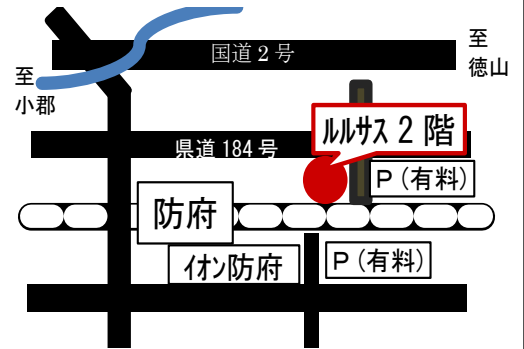 国道２号
至
徳山
至
小郡
ﾙﾙｻｽ２階
県道184号
Ｐ(有料)
防府
ｲｵﾝ防府
Ｐ(有料)